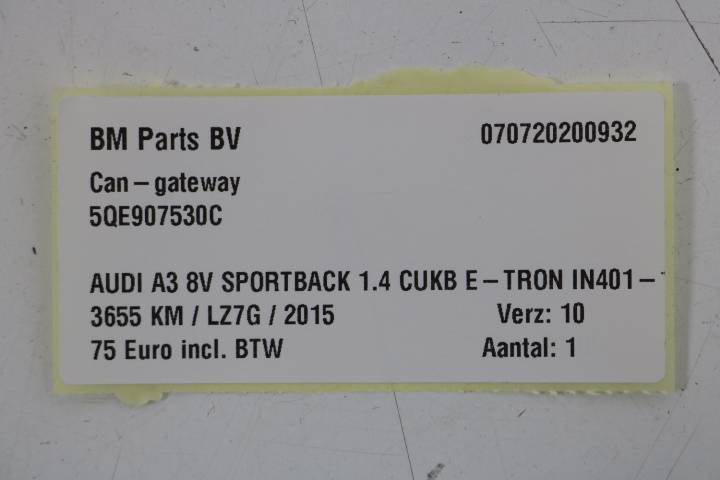 BM Parts BV 070720200932
Can-gateway
5QE907530C
AUDI A3 8V SPORTBACK 1.4 CUKB E-TRON IN401-
3655 KM / LZ7G / 2015 Verz: 10
75 Euro incl. BTW Aantal: 1